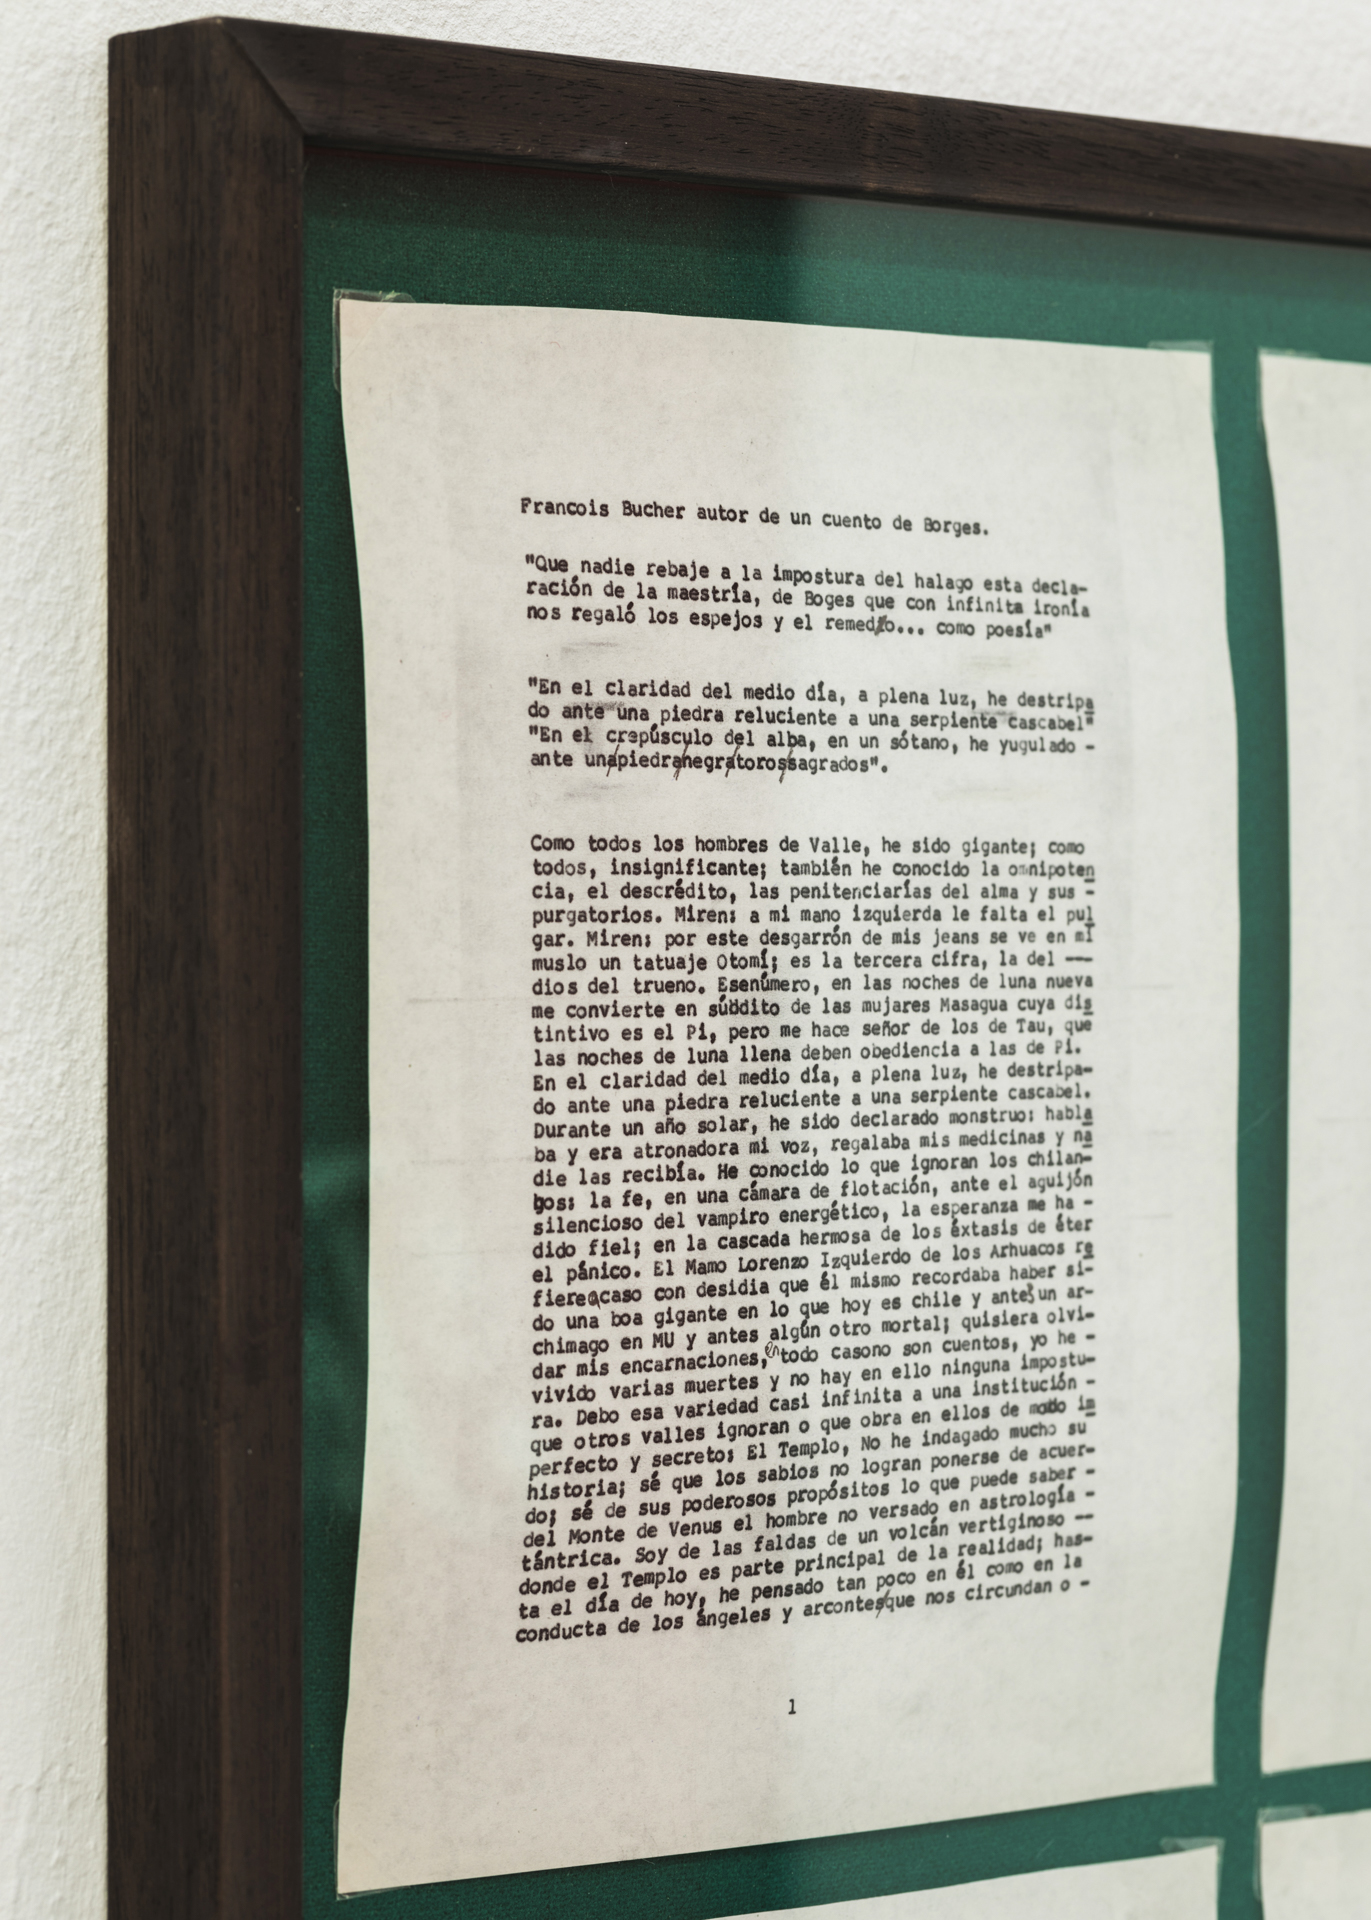 Francois Bucher autor de un cuento de Borges.
"Que nadie rebaje a la impostura del halago esta decla-
ración de la maestría, de Boges que con infinita ironía
nos regaló los espejos y el remedio... como poesía"
"En el claridad del medio día, a plena luz, he destripa
do ante una piedra reluciente a una serpiente cascabel"
"En el crepúsculo del alba, en un sótano, he yugulado -
ante una/piedra/negra/toros/sagrados".
Como todos los hombres de Valle, he sido gigante; como
todos, insignificante; también he conocido la omnipoten
cia, el descrédito, las penitenciarías del alma y sus -
purgatorios. Miren: a mi mano izquierda le falta el pul
gar. Miren: por este desgarrón de mis jeans se ve en mi
muslo un tatuaje Otomí; es la tercera cifra, la del --
dios del trueno. Esenúmero, en las noches de luna nueva
me convierte en súbdito de las mujares Masagua cuya dis
tintivo es el Pi, pero me hace señor de los de Tau, que
las noches de luna llena deben obediencia a las de Pi.
En el claridad del medio día, a plena luz, he destripa-
do ante una piedra reluciente a una serpiente cascabel.
Durante un año solar, he sido declarado monstruo: habla
ba y era atronadora mi voz, regalaba mis medicinas y na
die las recibía. He conocido lo que ignoran los chilan-
gos: la fe, en una cámara de flotación, ante el aguijón
silencioso del vampiro energético, la esperanza me ha -
dido fiel; en la cascada hermosa de los éxtasis de éter
el pánico. El Mamo Lorenzo Izquierdo de los Arhuacos re
fiereacaso con desidia que él mismo recordaba haber si-
do una boa gigante en lo que hoy es chile y antes un ar-
chimago en MU y antes algún otro mortal; quisiera olvi-
dar mis encarnaciones, en todo casono son cuentos, yo he -
vivido varias muertes y no hay en ello ninguna impostu-
ra. Debo esa variedad casi infinita a una institución -
que otros valles ignoran o que obra en ellos de modo im
perfecto y secreto: El Templo, No he indagado mucho su
historia; sé que los sabios no logran ponerse de acuer-
do; sé de sus poderosos propósitos lo que puede saber -
del Monte de Venus el hombre no versado en astrología -
tántrica. Soy de las faldas de un volcán vertiginoso --
donde el Templo es parte principal de la realidad; has-
ta el día de hoy, he pensado tan poco en él como en la
conducta de los ángeles y arcontes/que nos circundan o -
1